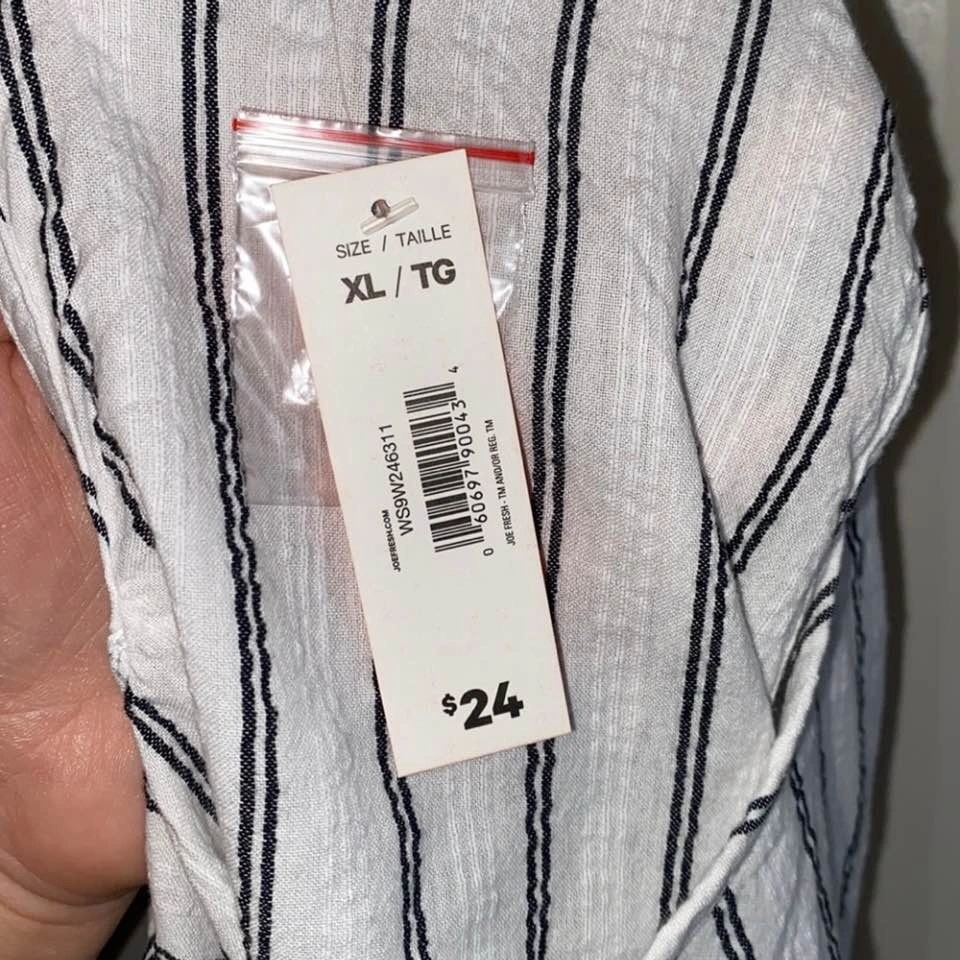 SIZE / TAILLE
XL / TG
JOEFRESH.COM
WS9W246311
0 60697 90043 4
JOE FRESH - TM AND/OR REG. TM
$24